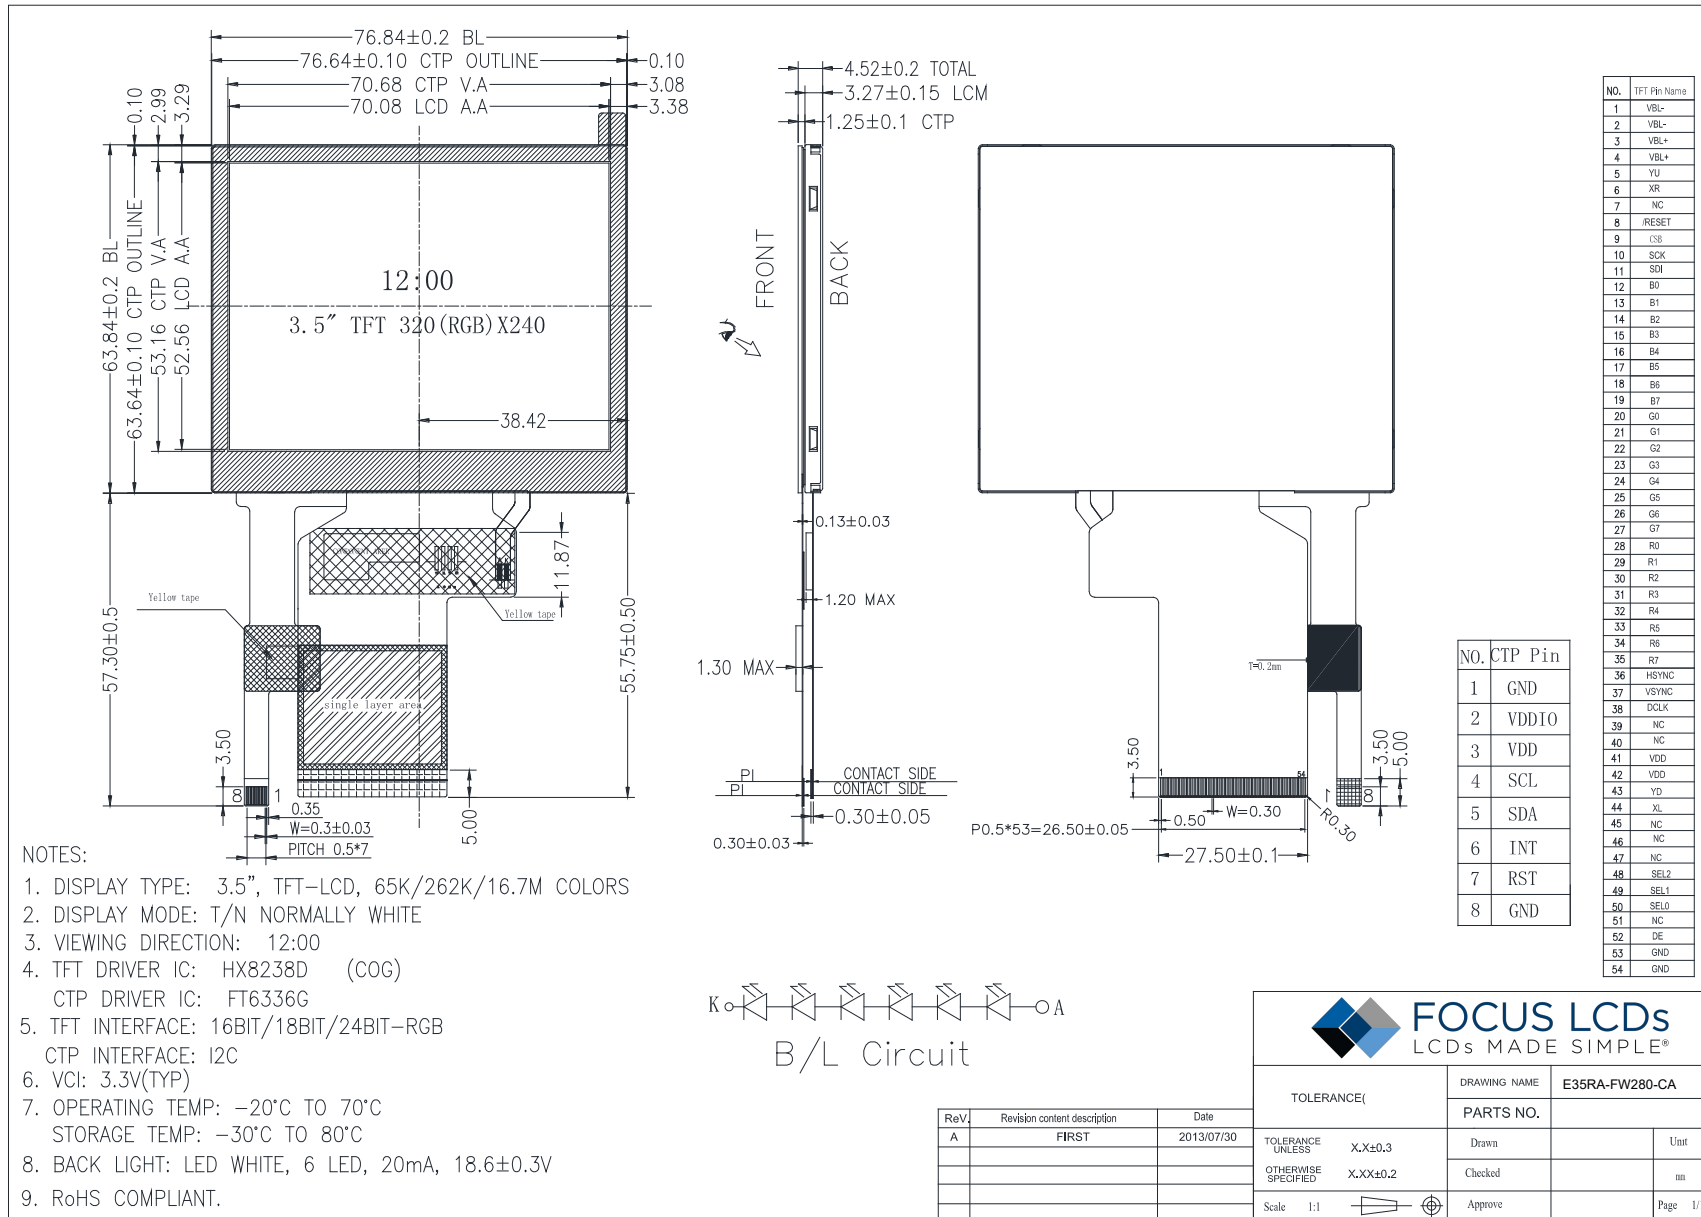 76.84±0.2 BL
76.64±0.10 CTP OUTLINE
0.10
70.68 CTP V.A
3.08
70.08 LCD A.A
3.38
0.10
2.99
3.29
63.84±0.2 BL
63.64±0.10 CTP OUTLINE
53.16 CTP V.A
52.56 LCD A.A
12:00
3.5″ TFT 320(RGB)X240
38.42
57.30±0.5
55.75±0.50
11.87
Yellow tape
Yellow tape
single layer area
3.50
8
1
0.35
W=0.3±0.03
PITCH 0.5*7
5.00
4.52±0.2 TOTAL
3.27±0.15 LCM
1.25±0.1 CTP
FRONT
BACK
0.13±0.03
1.20 MAX
1.30 MAX
PI
CONTACT SIDE
PI
CONTACT SIDE
0.30±0.05
0.30±0.03
T=0.2mm
3.50
1
54
0.50
W=0.30
R0.30
P0.5*53=26.50±0.05
27.50±0.1
1
8
3.50
5.00
NO. CTP Pin
1 GND
2 VDDIO
3 VDD
4 SCL
5 SDA
6 INT
7 RST
8 GND
NO. TFT Pin Name
1 VBL-
2 VBL-
3 VBL+
4 VBL+
5 YU
6 XR
7 NC
8 /RESET
9 CSB
10 SCK
11 SDI
12 B0
13 B1
14 B2
15 B3
16 B4
17 B5
18 B6
19 B7
20 G0
21 G1
22 G2
23 G3
24 G4
25 G5
26 G6
27 G7
28 R0
29 R1
30 R2
31 R3
32 R4
33 R5
34 R6
35 R7
36 HSYNC
37 VSYNC
38 DCLK
39 NC
40 NC
41 VDD
42 VDD
43 YD
44 XL
45 NC
46 NC
47 NC
48 SEL2
49 SEL1
50 SEL0
51 NC
52 DE
53 GND
54 GND
NOTES:
1. DISPLAY TYPE: 3.5", TFT-LCD, 65K/262K/16.7M COLORS
2. DISPLAY MODE: T/N NORMALLY WHITE
3. VIEWING DIRECTION: 12:00
4. TFT DRIVER IC: HX8238D (COG)
CTP DRIVER IC: FT6336G
5. TFT INTERFACE: 16BIT/18BIT/24BIT-RGB
CTP INTERFACE: I2C
6. VCI: 3.3V(TYP)
7. OPERATING TEMP: -20°C TO 70°C
STORAGE TEMP: -30°C TO 80°C
8. BACK LIGHT: LED WHITE, 6 LED, 20mA, 18.6±0.3V
9. RoHS COMPLIANT.
K
A
B/L Circuit
FOCUS LCDs
LCDs MADE SIMPLE®
TOLERANCE(
DRAWING NAME E35RA-FW280-CA
PARTS NO.
TOLERANCE UNLESS X.X±0.3
OTHERWISE SPECIFIED X.XX±0.2
Drawn
Unit
Checked
mm
Scale 1:1
Approve
Page 1/
ReV. Revision content description Date
A FIRST 2013/07/30